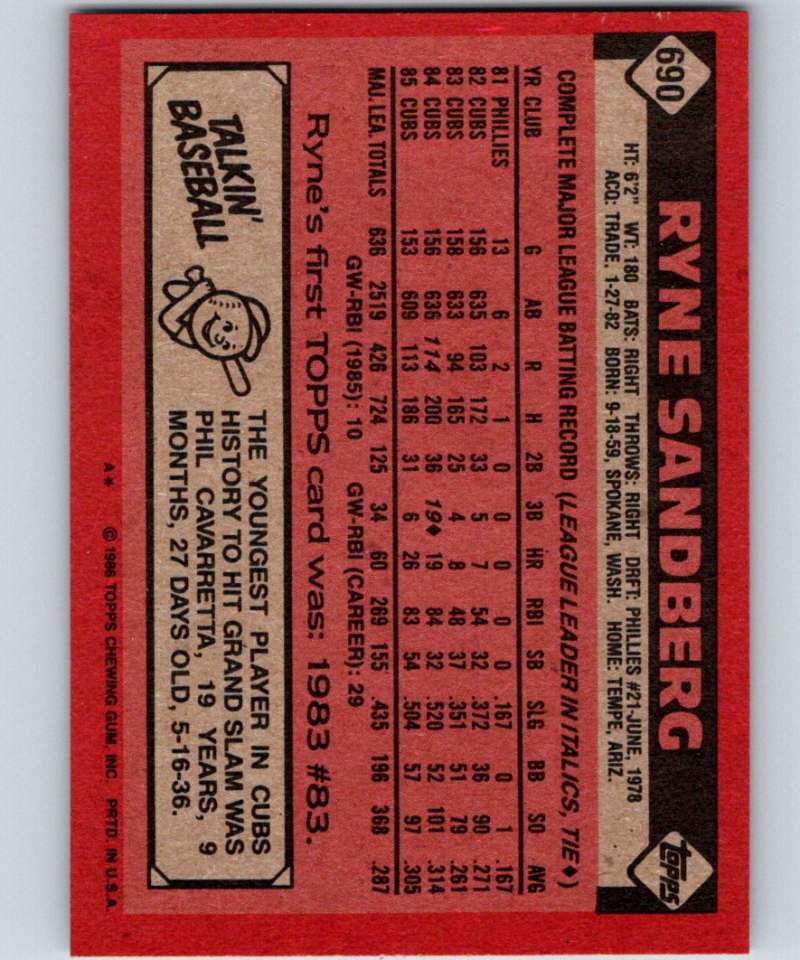 690
RYNE SANDBERG
TOPPS
HT: 6'2" WT: 180 BATS: RIGHT THROWS: RIGHT DRFT: PHILLIES #21-JUNE, 1978
ACQ: TRADE, 1-27-82 BORN: 9-18-59, SPOKANE, WASH. HOME: TEMPE, ARIZ.
COMPLETE MAJOR LEAGUE BATTING RECORD (LEAGUE LEADER IN ITALICS, TIE♦)
YR CLUB G AB R H 2B 3B HR RBI SB SLG BB SO AVG
81 PHILLIES 13 6 2 1 0 0 0 0 0 .167 0 1 .167
82 CUBS 156 635 103 172 33 5 7 54 32 .372 36 90 .271
83 CUBS 158 633 94 165 25 4 8 48 37 .351 51 79 .261
84 CUBS 156 636 114 200 36 19♦ 19 84 32 .520 52 101 .314
85 CUBS 153 609 113 186 31 6 26 83 54 .504 57 97 .305
MAJ. LEA. TOTALS 636 2519 426 724 125 34 60 269 155 .435 196 368 .287
GW-RBI (1985): 10 GW-RBI (CAREER): 29
Ryne's first TOPPS card was: 1983 #83.
TALKIN'
BASEBALL
THE YOUNGEST PLAYER IN CUBS
HISTORY TO HIT GRAND SLAM WAS
PHIL CAVARRETTA, 19 YEARS, 9
MONTHS, 27 DAYS OLD, 5-16-36.
A* © 1986 TOPPS CHEWING GUM, INC. PRTD. IN U.S.A.